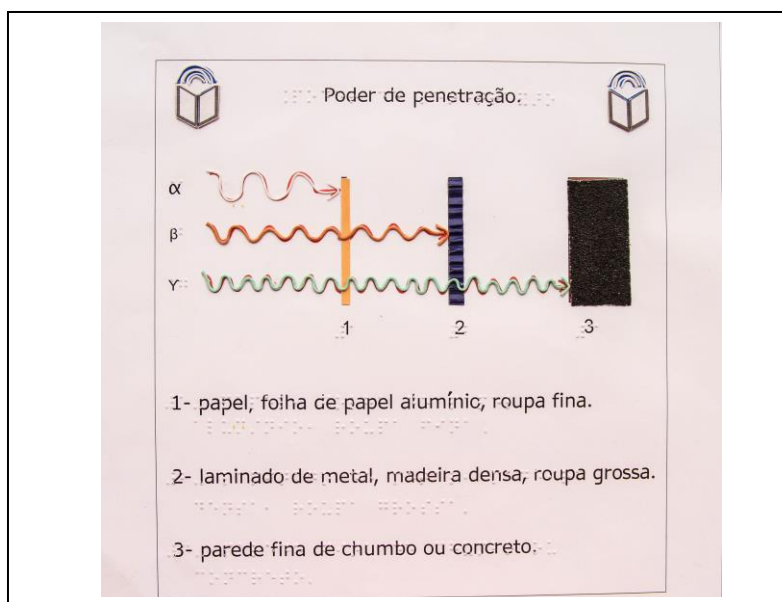 Poder de penetração.
α
β
γ
1 2 3
1- papel, folha de papel alumínio, roupa fina.
2- laminado de metal, madeira densa, roupa grossa.
3- parede fina de chumbo ou concreto.